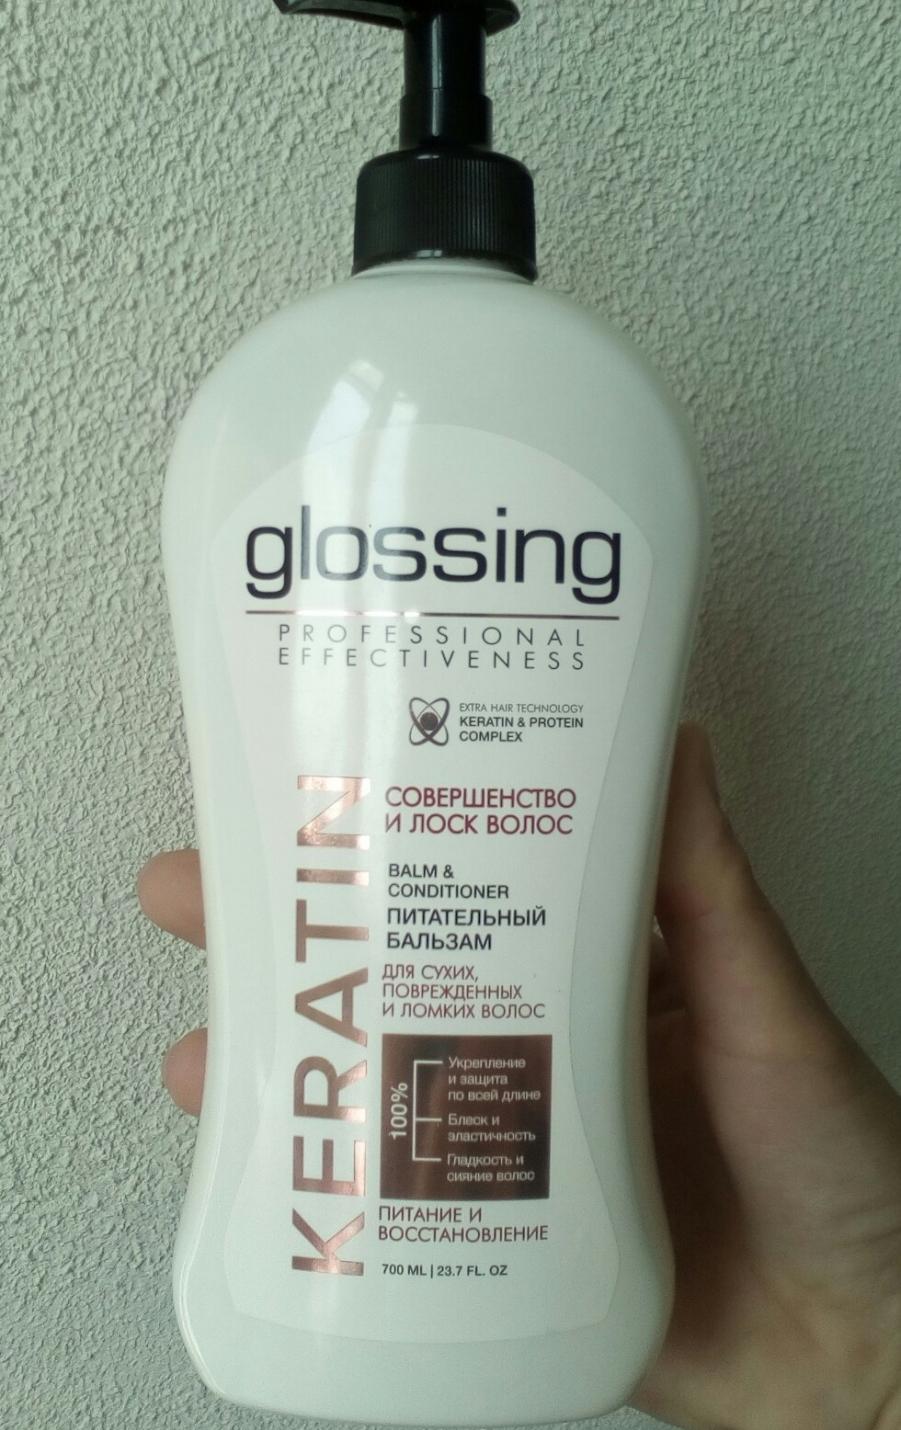 glossing
PROFESSIONAL
EFFECTIVENESS
EXTRA HAIR TECHNOLOGY
KERATIN & PROTEIN
COMPLEX
KERATIN
СОВЕРШЕНСТВО
И ЛОСК ВОЛОС
BALM &
CONDITIONER
ПИТАТЕЛЬНЫЙ
БАЛЬЗАМ
ДЛЯ СУХИХ,
ПОВРЕЖДЕННЫХ
И ЛОМКИХ ВОЛОС
100%
Укрепление
и защита
по всей длине
Блеск и
эластичность
Гладкость и
сияние волос
ПИТАНИЕ И
ВОССТАНОВЛЕНИЕ
700 ML | 23.7 FL. OZ